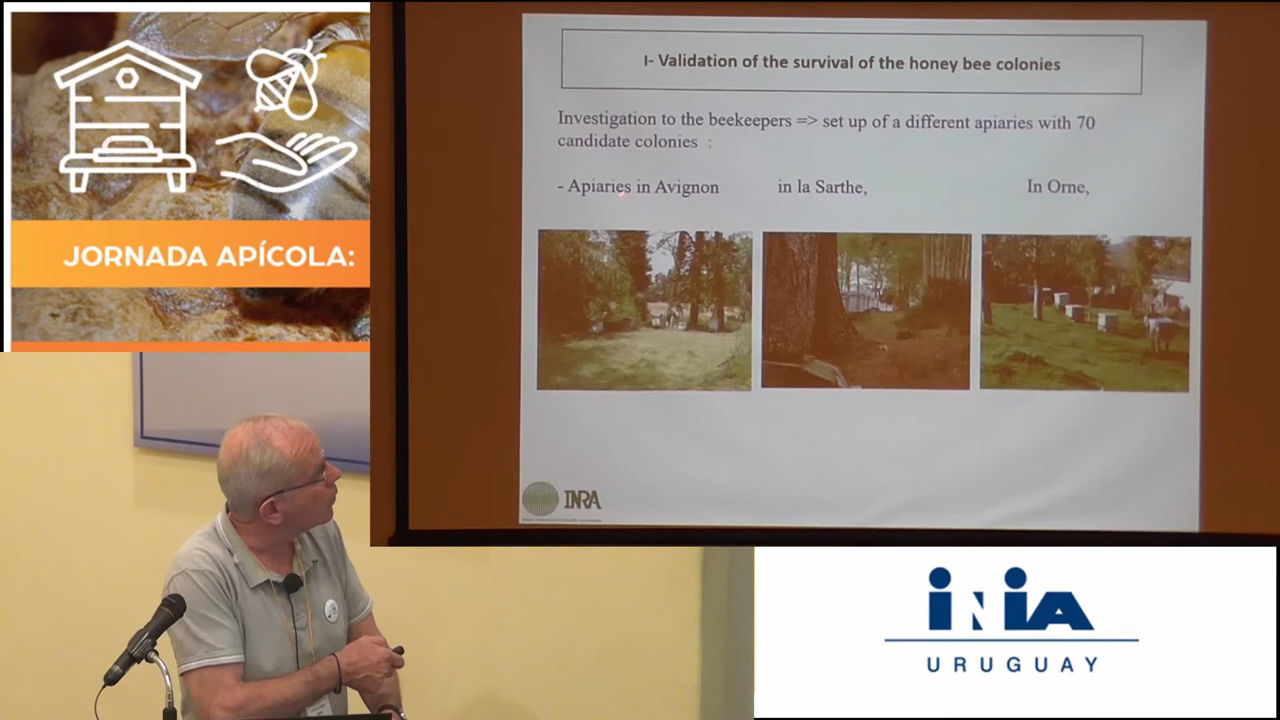 JORNADA APÍCOLA:
I- Validation of the survival of the honey bee colonies
Investigation to the beekeepers => set up of a different apiaries with 70
candidate colonies :
- Apiaries in Avignon in la Sarthe, In Orne,
INRA
INIA
URUGUAY